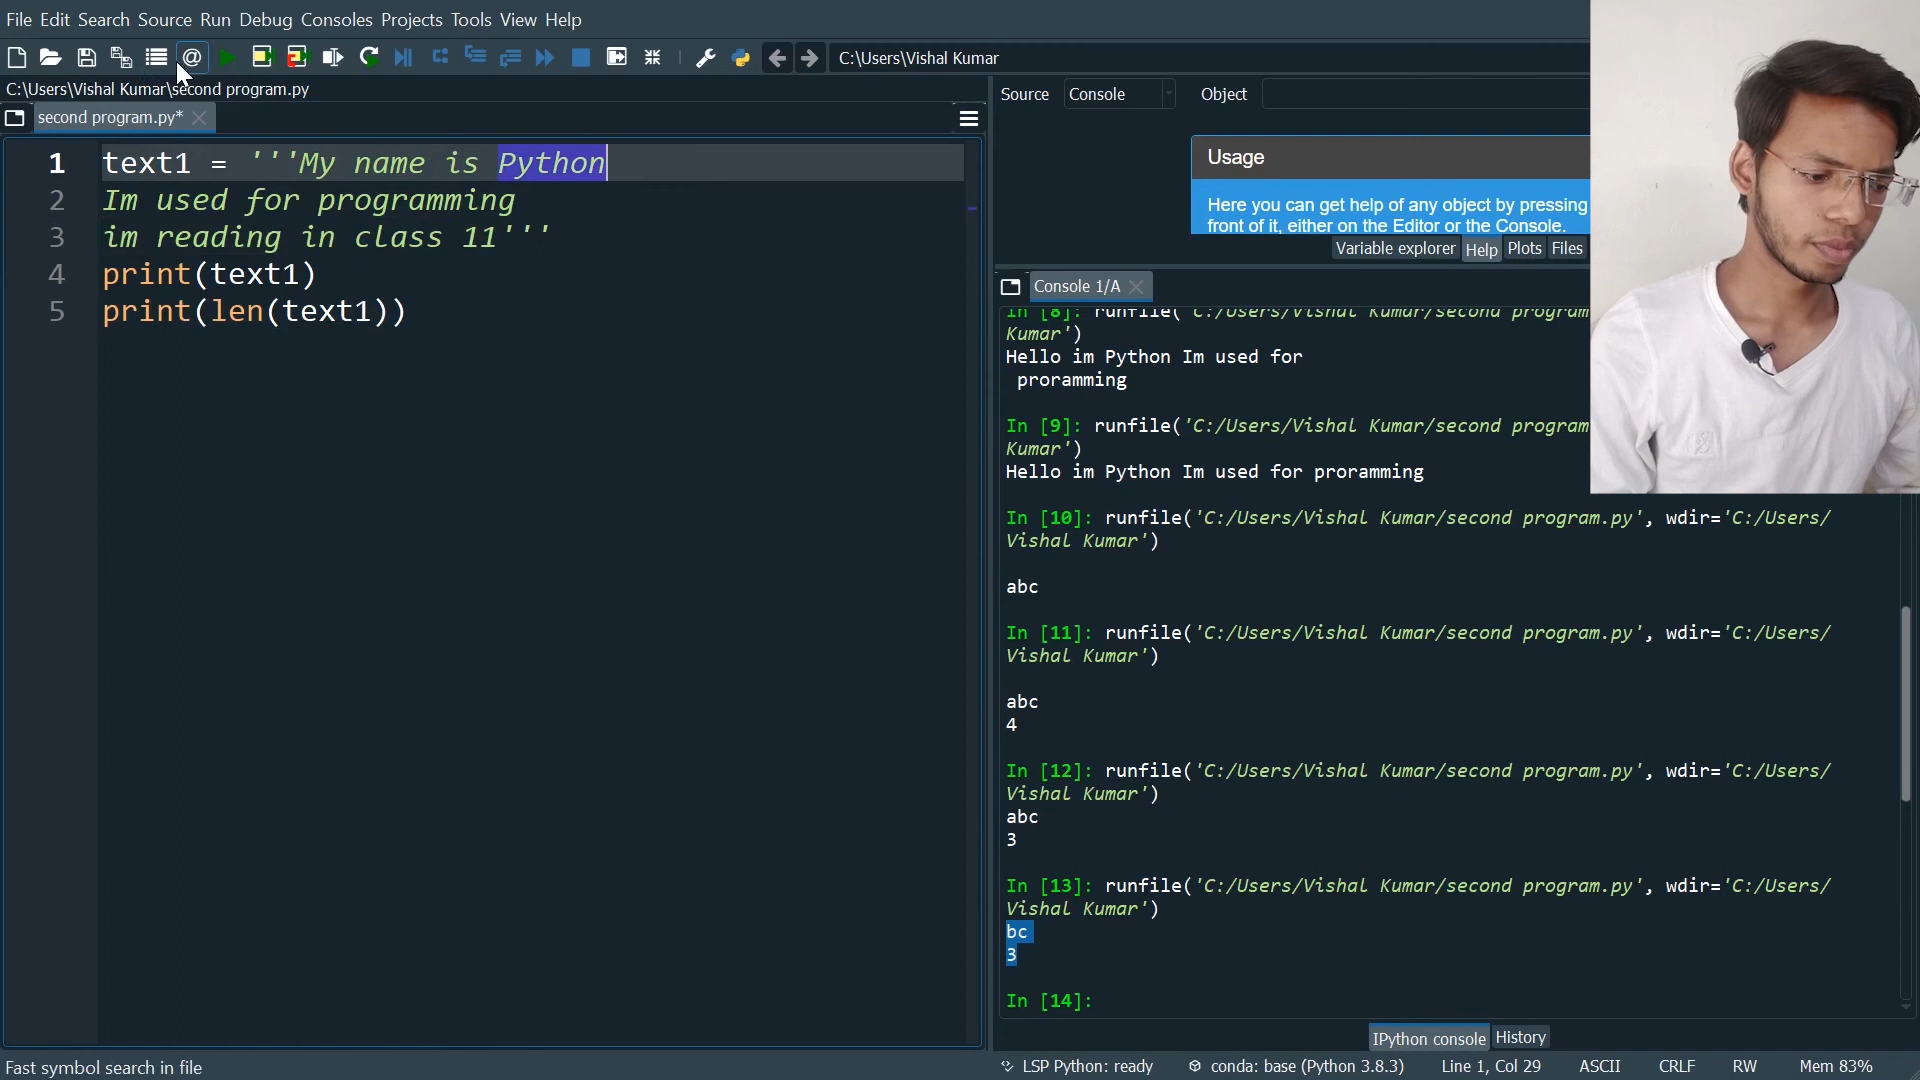 File Edit Search Source Run Debug Consoles Projects Tools View Help
C:\Users\Vishal Kumar
C:\Users\Vishal Kumar\second program.py
second program.py*
1 text1 = '''My name is Python
2 Im used for programming
3 im reading in class 11'''
4 print(text1)
5 print(len(text1))
Source Console Object
Usage
Here you can get help of any object by pressing
front of it, either on the Editor or the Console.
Variable explorer Help Plots Files
Console 1/A
In [8]: runfile('C:/Users/Vishal Kumar/second program
Kumar')
Hello im Python Im used for
proramming
In [9]: runfile('C:/Users/Vishal Kumar/second program
Kumar')
Hello im Python Im used for proramming
In [10]: runfile('C:/Users/Vishal Kumar/second program.py', wdir='C:/Users/
Vishal Kumar')
abc
In [11]: runfile('C:/Users/Vishal Kumar/second program.py', wdir='C:/Users/
Vishal Kumar')
abc
4
In [12]: runfile('C:/Users/Vishal Kumar/second program.py', wdir='C:/Users/
Vishal Kumar')
abc
3
In [13]: runfile('C:/Users/Vishal Kumar/second program.py', wdir='C:/Users/
Vishal Kumar')
bc
3
In [14]:
IPython console History
Fast symbol search in file
LSP Python: ready conda: base (Python 3.8.3) Line 1, Col 29 ASCII CRLF RW Mem 83%